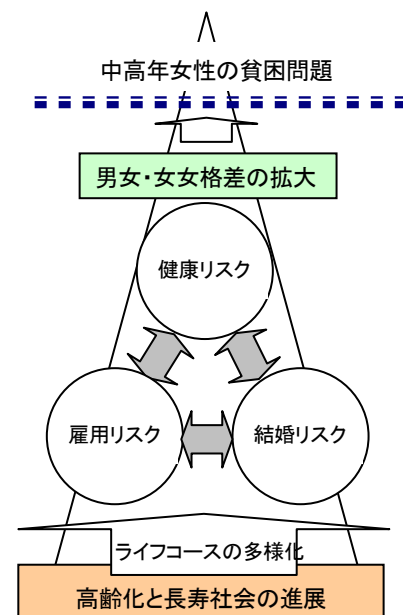 中高年女性の貧困問題
男女・女女格差の拡大
健康リスク
雇用リスク
結婚リスク
ライフコースの多様化
高齢化と長寿社会の進展